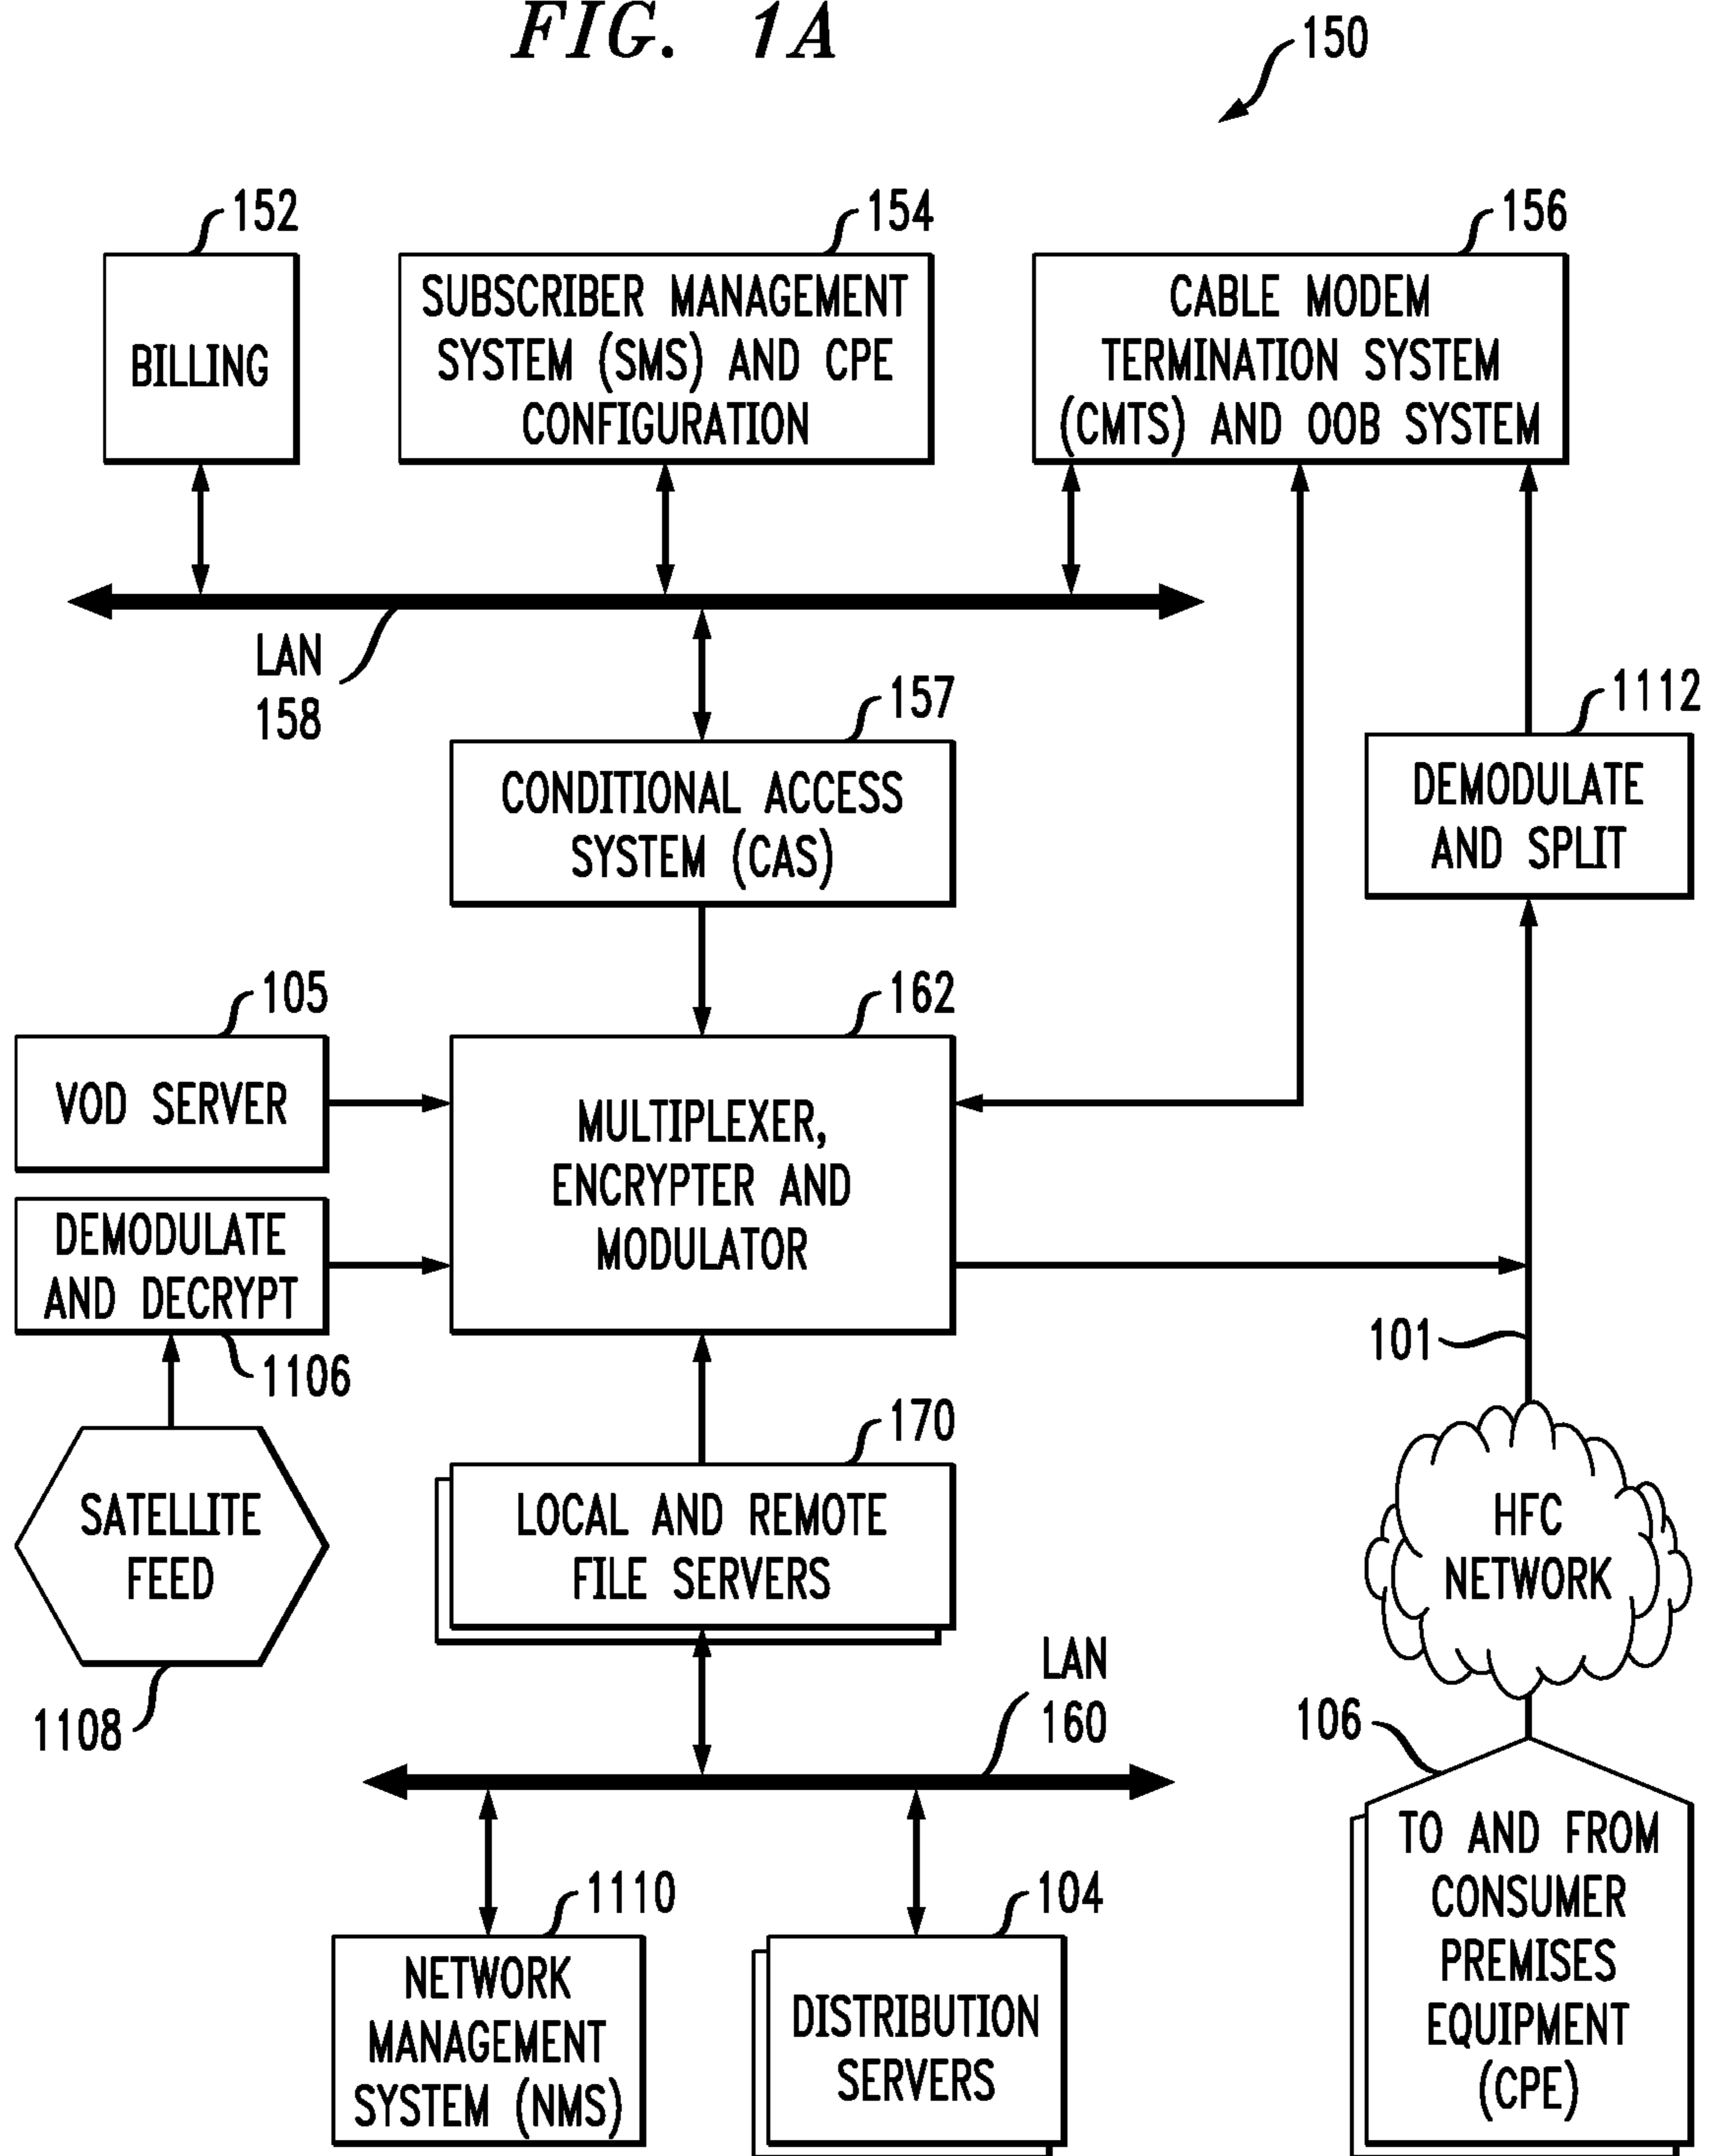 FIG. 1A
150
152
154
156
BILLING
SUBSCRIBER MANAGEMENT
SYSTEM (SMS) AND CPE
CONFIGURATION
CABLE MODEM
TERMINATION SYSTEM
(CMTS) AND OOB SYSTEM
LAN
158
157
1112
CONDITIONAL ACCESS
SYSTEM (CAS)
DEMODULATE
AND SPLIT
105
162
VOD SERVER
MULTIPLEXER,
ENCRYPTER AND
MODULATOR
DEMODULATE
AND DECRYPT
1106
101
170
SATELLITE
FEED
LOCAL AND REMOTE
FILE SERVERS
HFC
NETWORK
1108
LAN
160
106
1110
104
NETWORK
MANAGEMENT
SYSTEM (NMS)
DISTRIBUTION
SERVERS
TO AND FROM
CONSUMER
PREMISES
EQUIPMENT
(CPE)